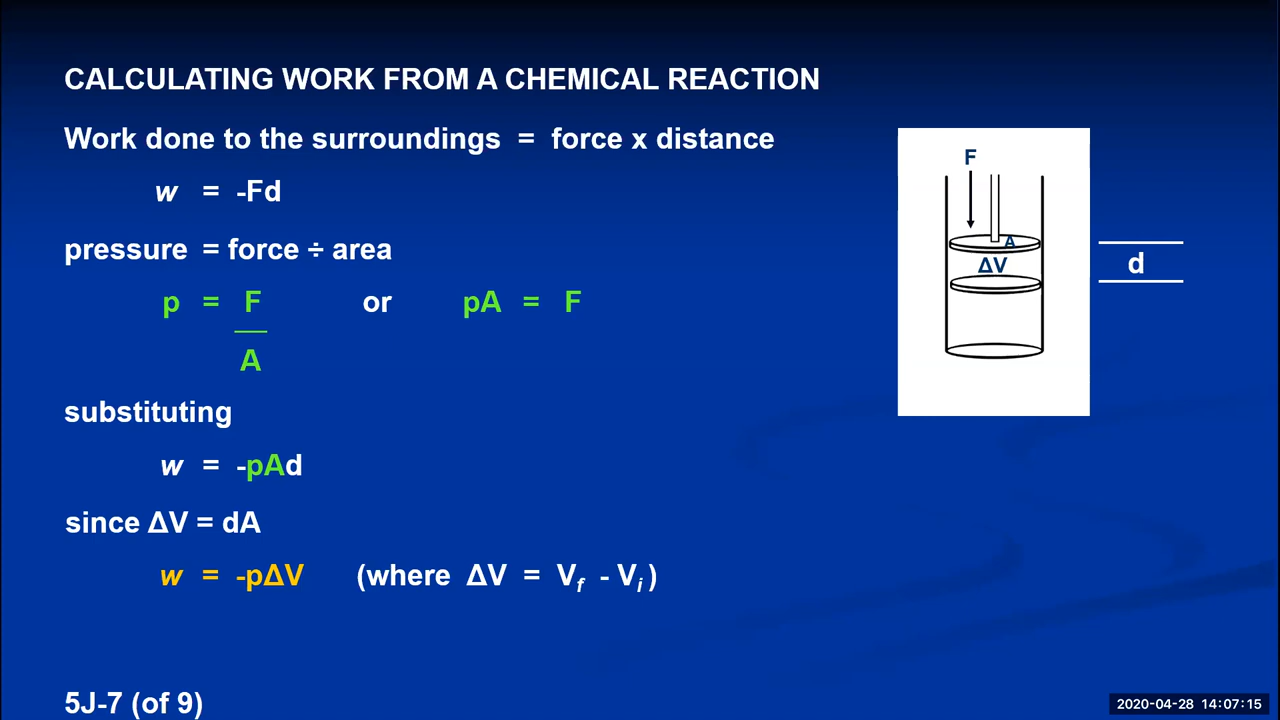 CALCULATING WORK FROM A CHEMICAL REACTION
Work done to the surroundings = force x distance
w = -Fd
pressure = force ÷ area
p = F or pA = F
A
substituting
w = -pAd
since ΔV = dA
w = -pΔV (where ΔV = Vf - Vi )
F
A
ΔV
d
5J-7 (of 9)
2020-04-28 14:07:15